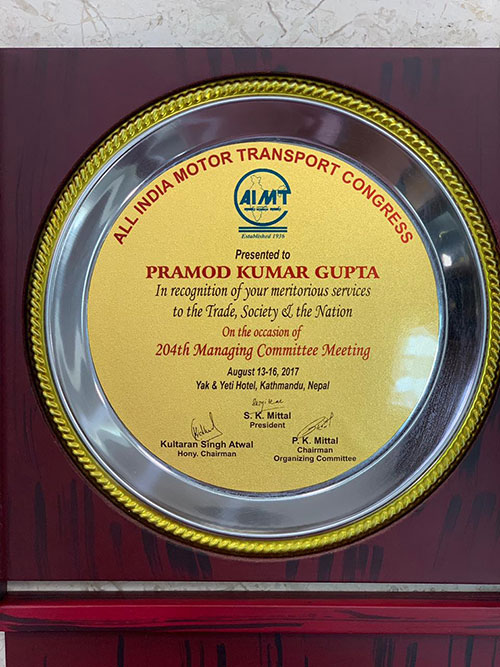 ALL INDIA MOTOR TRANSPORT CONGRESS
AIMT
Established 1936
Presented to
PRAMOD KUMAR GUPTA
In recognition of your meritorious services
to the Trade, Society & the Nation
On the occasion of
204th Managing Committee Meeting
August 13-16, 2017
Yak & Yeti Hotel, Kathmandu, Nepal
S. K. Mittal
President
Kultaran Singh Atwal
Hony. Chairman
P. K. Mittal
Chairman
Organizing Committee